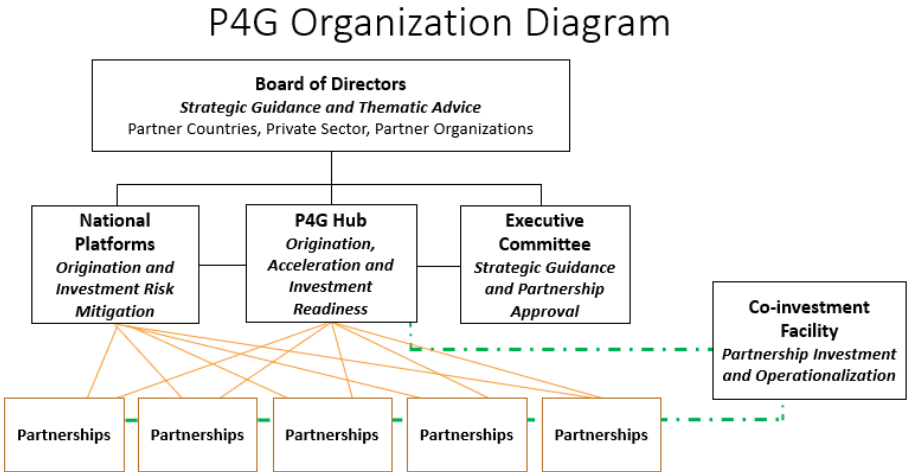 P4G Organization Diagram
Board of Directors
Strategic Guidance and Thematic Advice
Partner Countries, Private Sector, Partner Organizations
National
Platforms
Origination and
Investment Risk
Mitigation
P4G Hub
Origination,
Acceleration and
Investment
Readiness
Executive
Committee
Strategic Guidance
and Partnership
Approval
Co-investment
Facility
Partnership Investment
and Operationalization
Partnerships
Partnerships
Partnerships
Partnerships
Partnerships